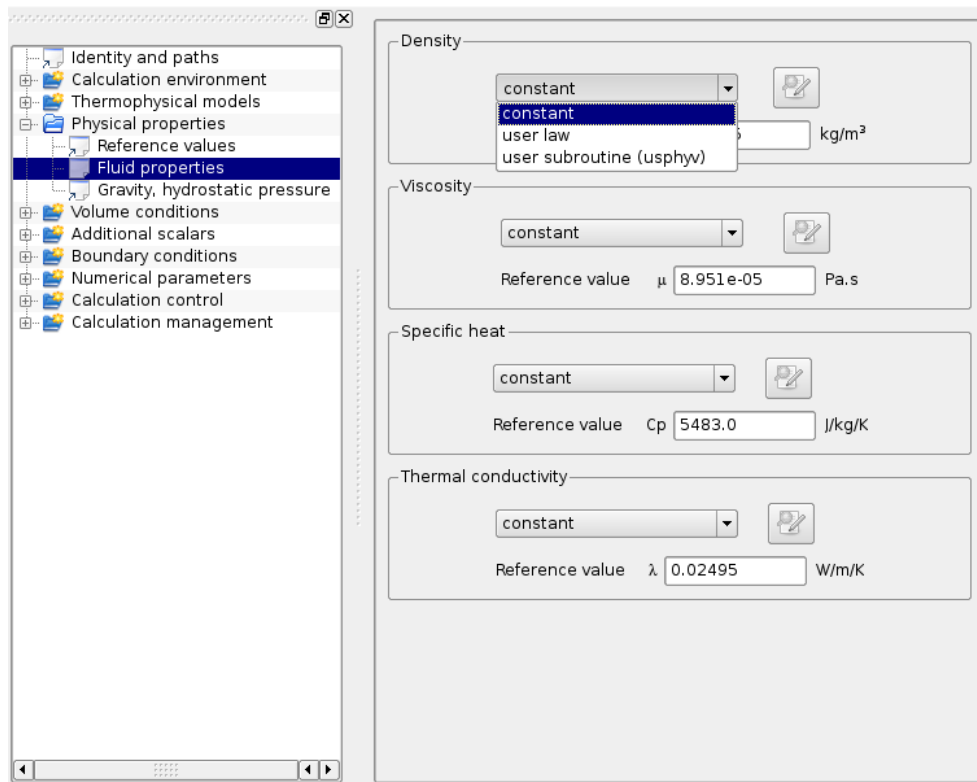 Identity and paths
Calculation environment
Thermophysical models
Physical properties
Reference values
Fluid properties
Gravity, hydrostatic pressure
Volume conditions
Additional scalars
Boundary conditions
Numerical parameters
Calculation control
Calculation management
Density
constant
constant
user law
user subroutine (usphyv)
kg/m³
Viscosity
constant
Reference value μ 8.951e-05 Pa.s
Specific heat
constant
Reference value Cp 5483.0 J/kg/K
Thermal conductivity
constant
Reference value λ 0.02495 W/m/K